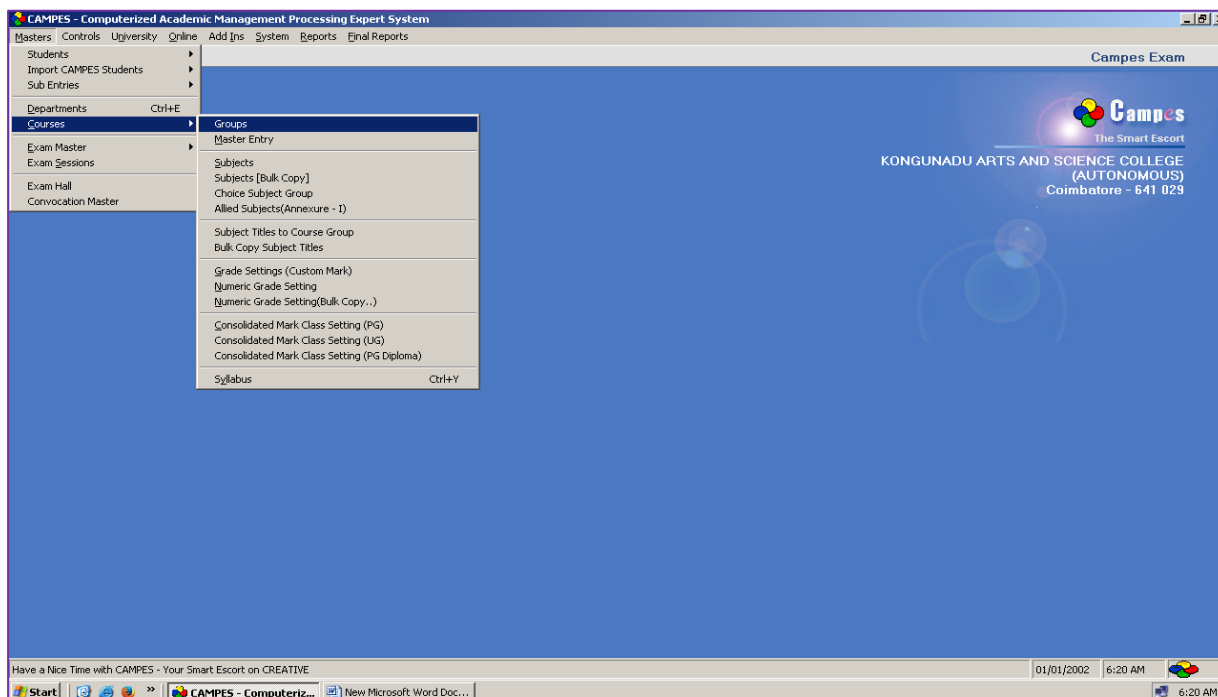 CAMPES - Computerized Academic Management Processing Expert System
Masters Controls University Online Add Ins System Reports Final Reports
Campes Exam
Students
Import CAMPES Students
Sub Entries
Departments Ctrl+E
Courses
Exam Master
Exam Sessions
Exam Hall
Convocation Master
Groups
Master Entry
Subjects
Subjects [Bulk Copy]
Choice Subject Group
Allied Subjects(Annexure - I)
Subject Titles to Course Group
Bulk Copy Subject Titles
Grade Settings (Custom Mark)
Numeric Grade Setting
Numeric Grade Setting(Bulk Copy..)
Consolidated Mark Class Setting (PG)
Consolidated Mark Class Setting (UG)
Consolidated Mark Class Setting (PG Diploma)
Syllabus Ctrl+Y
Campes
The Smart Escort
KONGUNADU ARTS AND SCIENCE COLLEGE
(AUTONOMOUS)
Coimbatore - 641 029
Have a Nice Time with CAMPES - Your Smart Escort on CREATIVE
01/01/2002 6:20 AM
Start » CAMPES - Computeriz... New Microsoft Word Doc... 6:20 AM